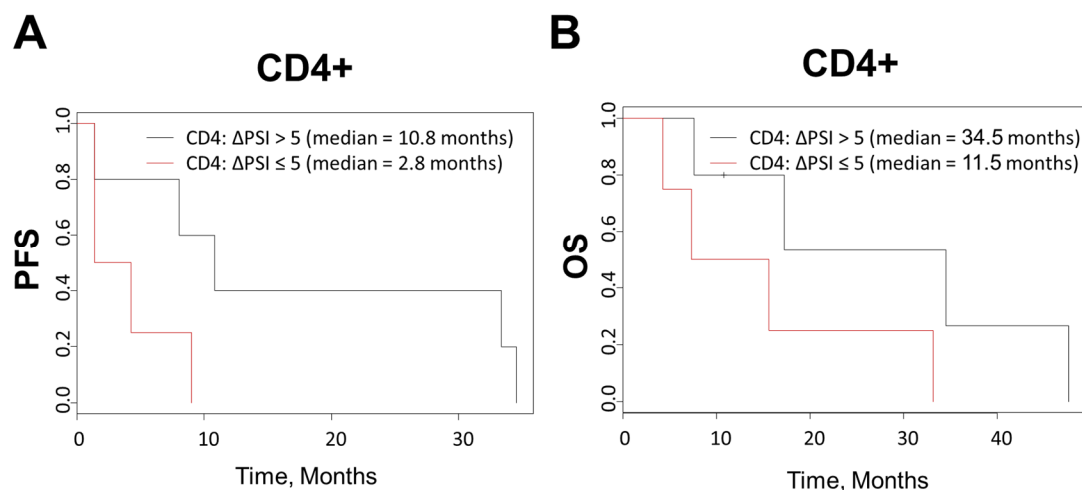 A
CD4+
CD4: ΔPSI > 5 (median = 10.8 months)
CD4: ΔPSI ≤ 5 (median = 2.8 months)
PFS
1.0
0.8
0.6
0.4
0.2
0.0
0
10
20
30
Time, Months
B
CD4+
CD4: ΔPSI > 5 (median = 34.5 months)
CD4: ΔPSI ≤ 5 (median = 11.5 months)
OS
1.0
0.8
0.6
0.4
0.2
0.0
0
10
20
30
40
Time, Months